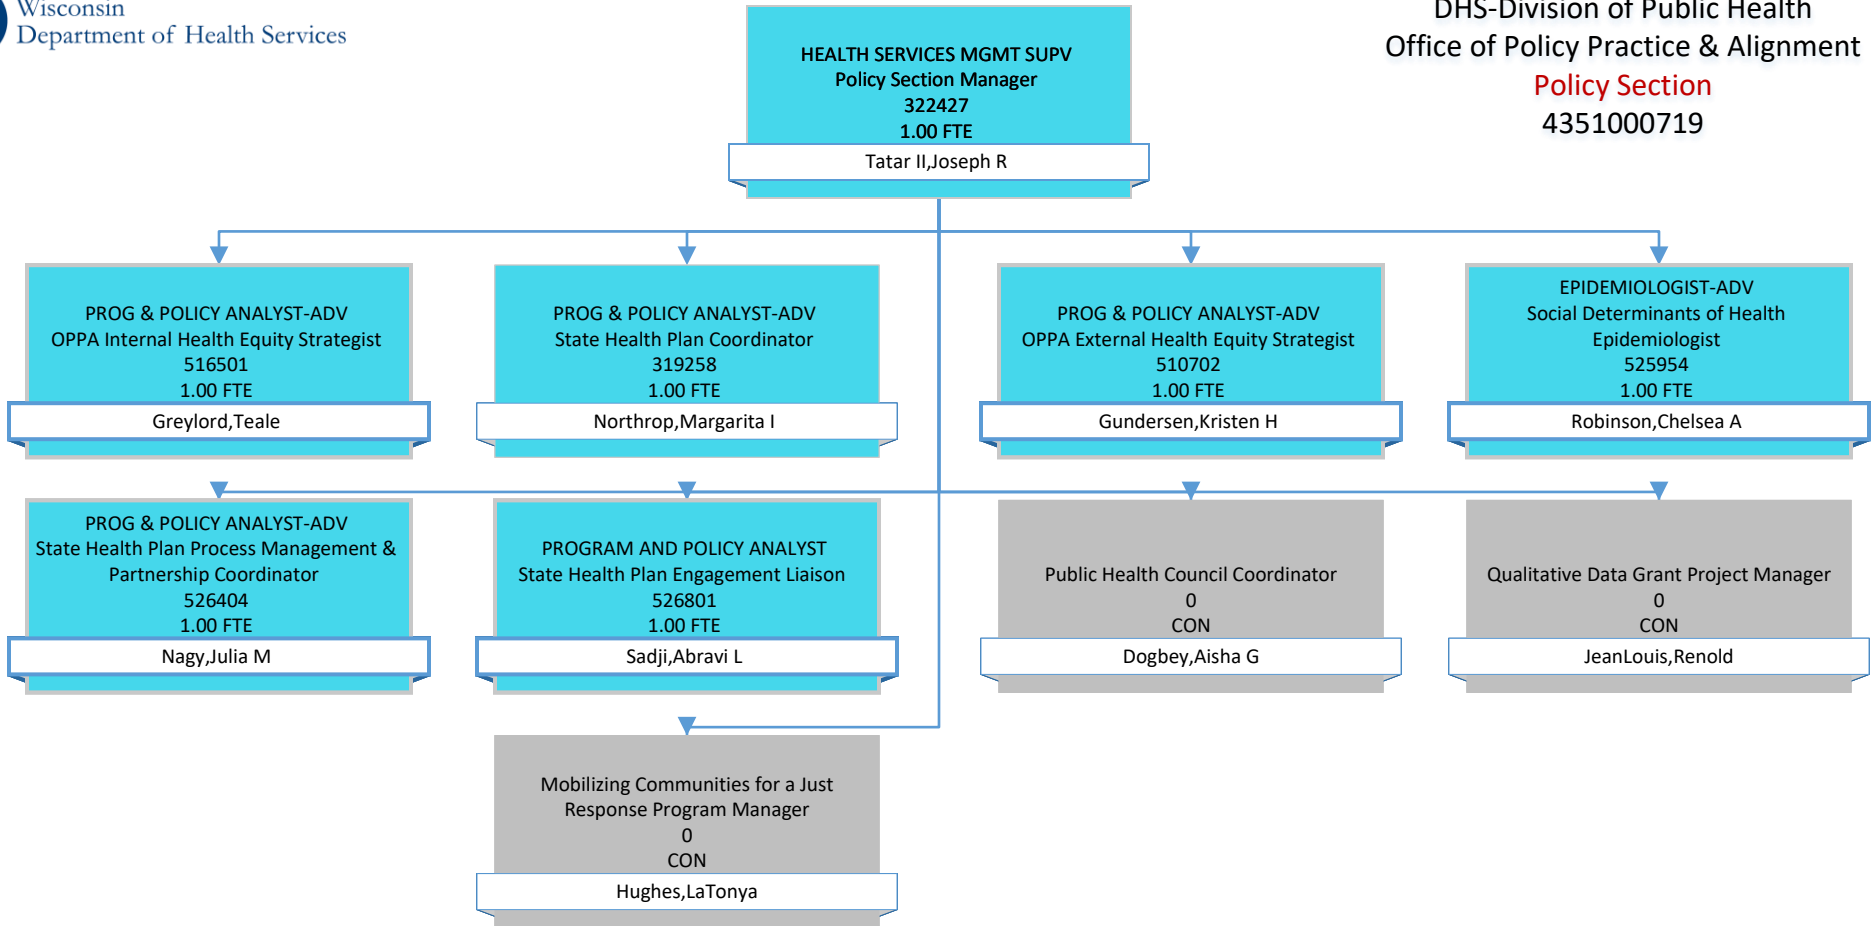 Wisconsin
Department of Health Services
DHS-Division of Public Health
Office of Policy Practice & Alignment
Policy Section
4351000719
HEALTH SERVICES MGMT SUPV
Policy Section Manager
322427
1.00 FTE
Tatar II,Joseph R
PROG & POLICY ANALYST-ADV
OPPA Internal Health Equity Strategist
516501
1.00 FTE
Greylord,Teale
PROG & POLICY ANALYST-ADV
State Health Plan Coordinator
319258
1.00 FTE
Northrop,Margarita I
PROG & POLICY ANALYST-ADV
OPPA External Health Equity Strategist
510702
1.00 FTE
Gundersen,Kristen H
EPIDEMIOLOGIST-ADV
Social Determinants of Health
Epidemiologist
525954
1.00 FTE
Robinson,Chelsea A
PROG & POLICY ANALYST-ADV
State Health Plan Process Management &
Partnership Coordinator
526404
1.00 FTE
Nagy,Julia M
PROGRAM AND POLICY ANALYST
State Health Plan Engagement Liaison
526801
1.00 FTE
Sadji,Abravi L
Public Health Council Coordinator
0
CON
Dogbey,Aisha G
Qualitative Data Grant Project Manager
0
CON
JeanLouis,Renold
Mobilizing Communities for a Just
Response Program Manager
0
CON
Hughes,LaTonya